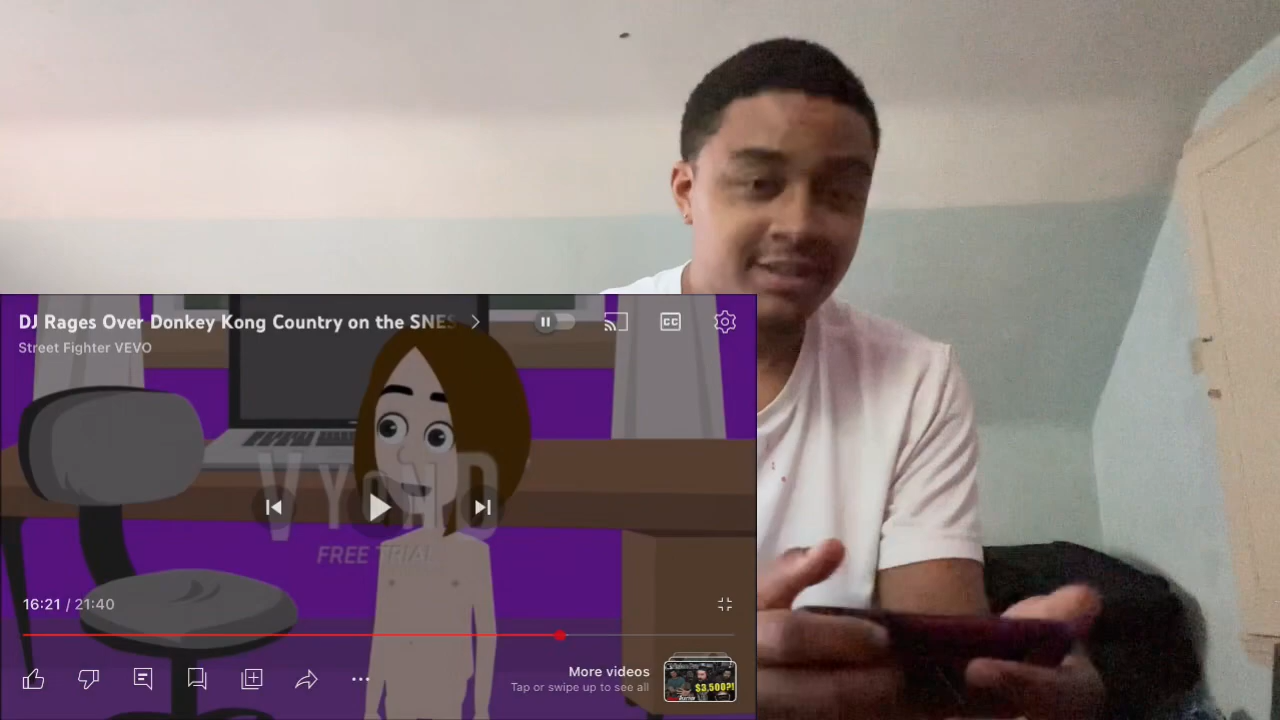 DJ Rages Over Donkey Kong Country on the SNES
Street Fighter VEVO
CC
VYOND
FREE TRIAL
16:21 / 21:40
More videos
Tap or swipe up to see all
$3,500?!